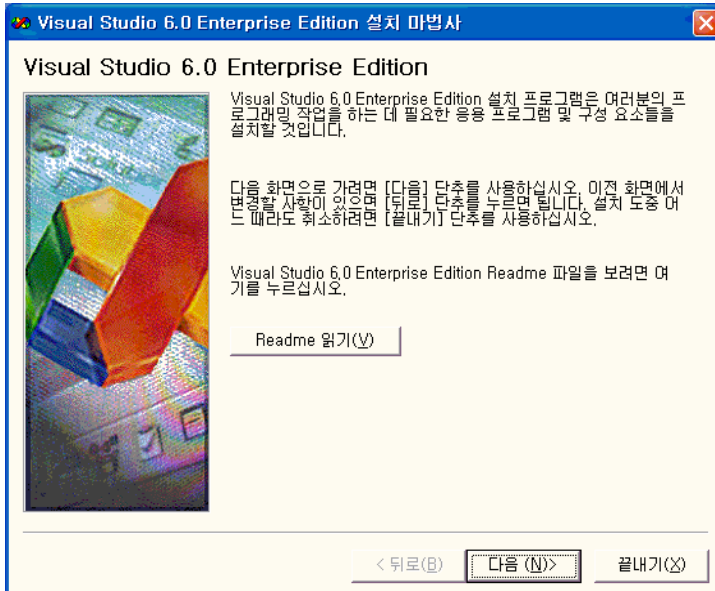 Visual Studio 6.0 Enterprise Edition 설치 마법사
Visual Studio 6.0 Enterprise Edition
Visual Studio 6.0 Enterprise Edition 설치 프로그램은 여러분의 프
로그래밍 작업을 하는 데 필요한 응용 프로그램 및 구성 요소들을
설치할 것입니다.
다음 화면으로 가려면 [다음] 단추를 사용하십시오. 이전 화면에서
변경할 사항이 있으면 [뒤로] 단추를 누르면 됩니다. 설치 도중 어
느 때라도 취소하려면 [끝내기] 단추를 사용하십시오.
Visual Studio 6.0 Enterprise Edition Readme 파일을 보려면 여
기를 누르십시오.
Readme 읽기(V)
< 뒤로(B) 다음 (N)> 끝내기(X)